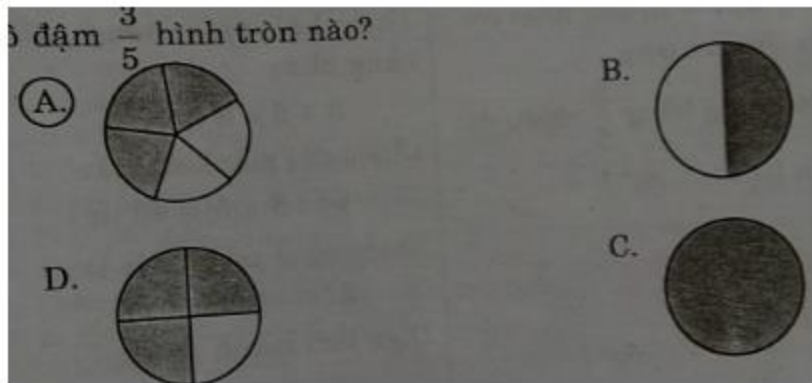 đậm 3/5 hình tròn nào?
A.
B.
D.
C.